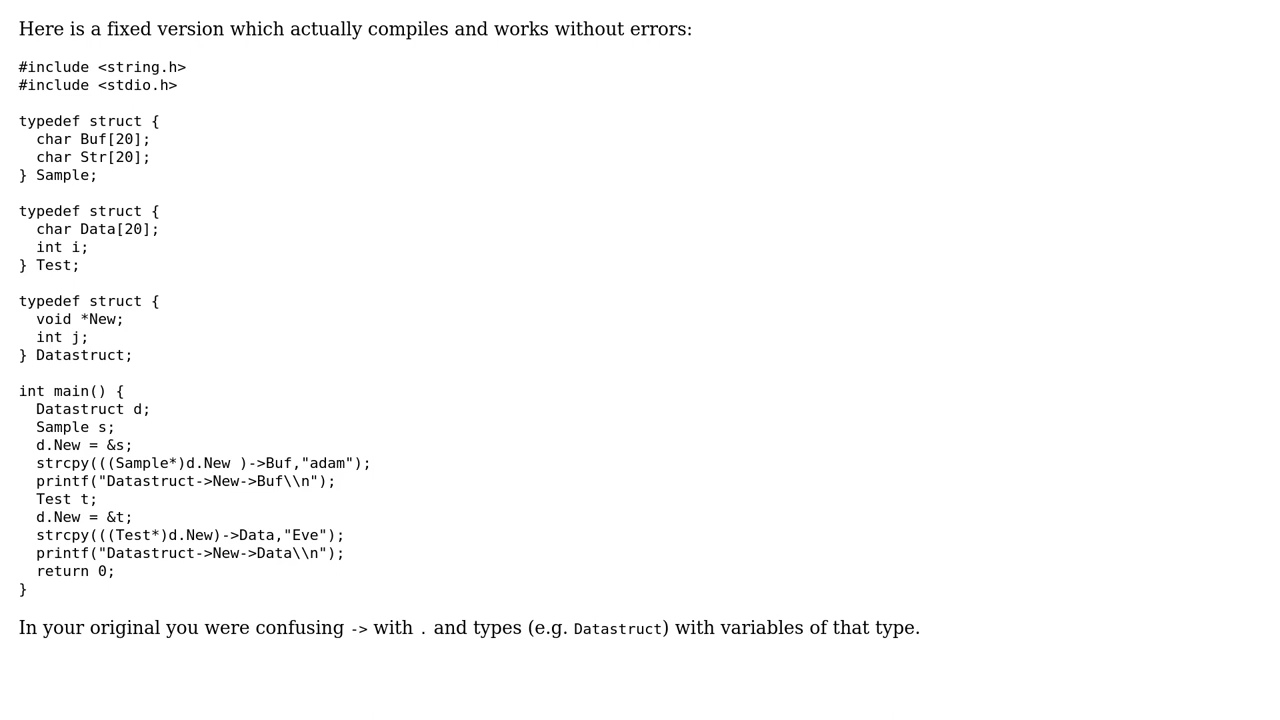 Here is a fixed version which actually compiles and works without errors:
#include <string.h>
#include <stdio.h>
typedef struct {
  char Buf[20];
  char Str[20];
} Sample;
typedef struct {
  char Data[20];
  int i;
} Test;
typedef struct {
  void *New;
  int j;
} Datastruct;
int main() {
  Datastruct d;
  Sample s;
  d.New = &s;
  strcpy(((Sample*)d.New )->Buf,"adam");
  printf("Datastruct->New->Buf\\n");
  Test t;
  d.New = &t;
  strcpy(((Test*)d.New)->Data,"Eve");
  printf("Datastruct->New->Data\\n");
  return 0;
}
In your original you were confusing -> with . and types (e.g. Datastruct) with variables of that type.